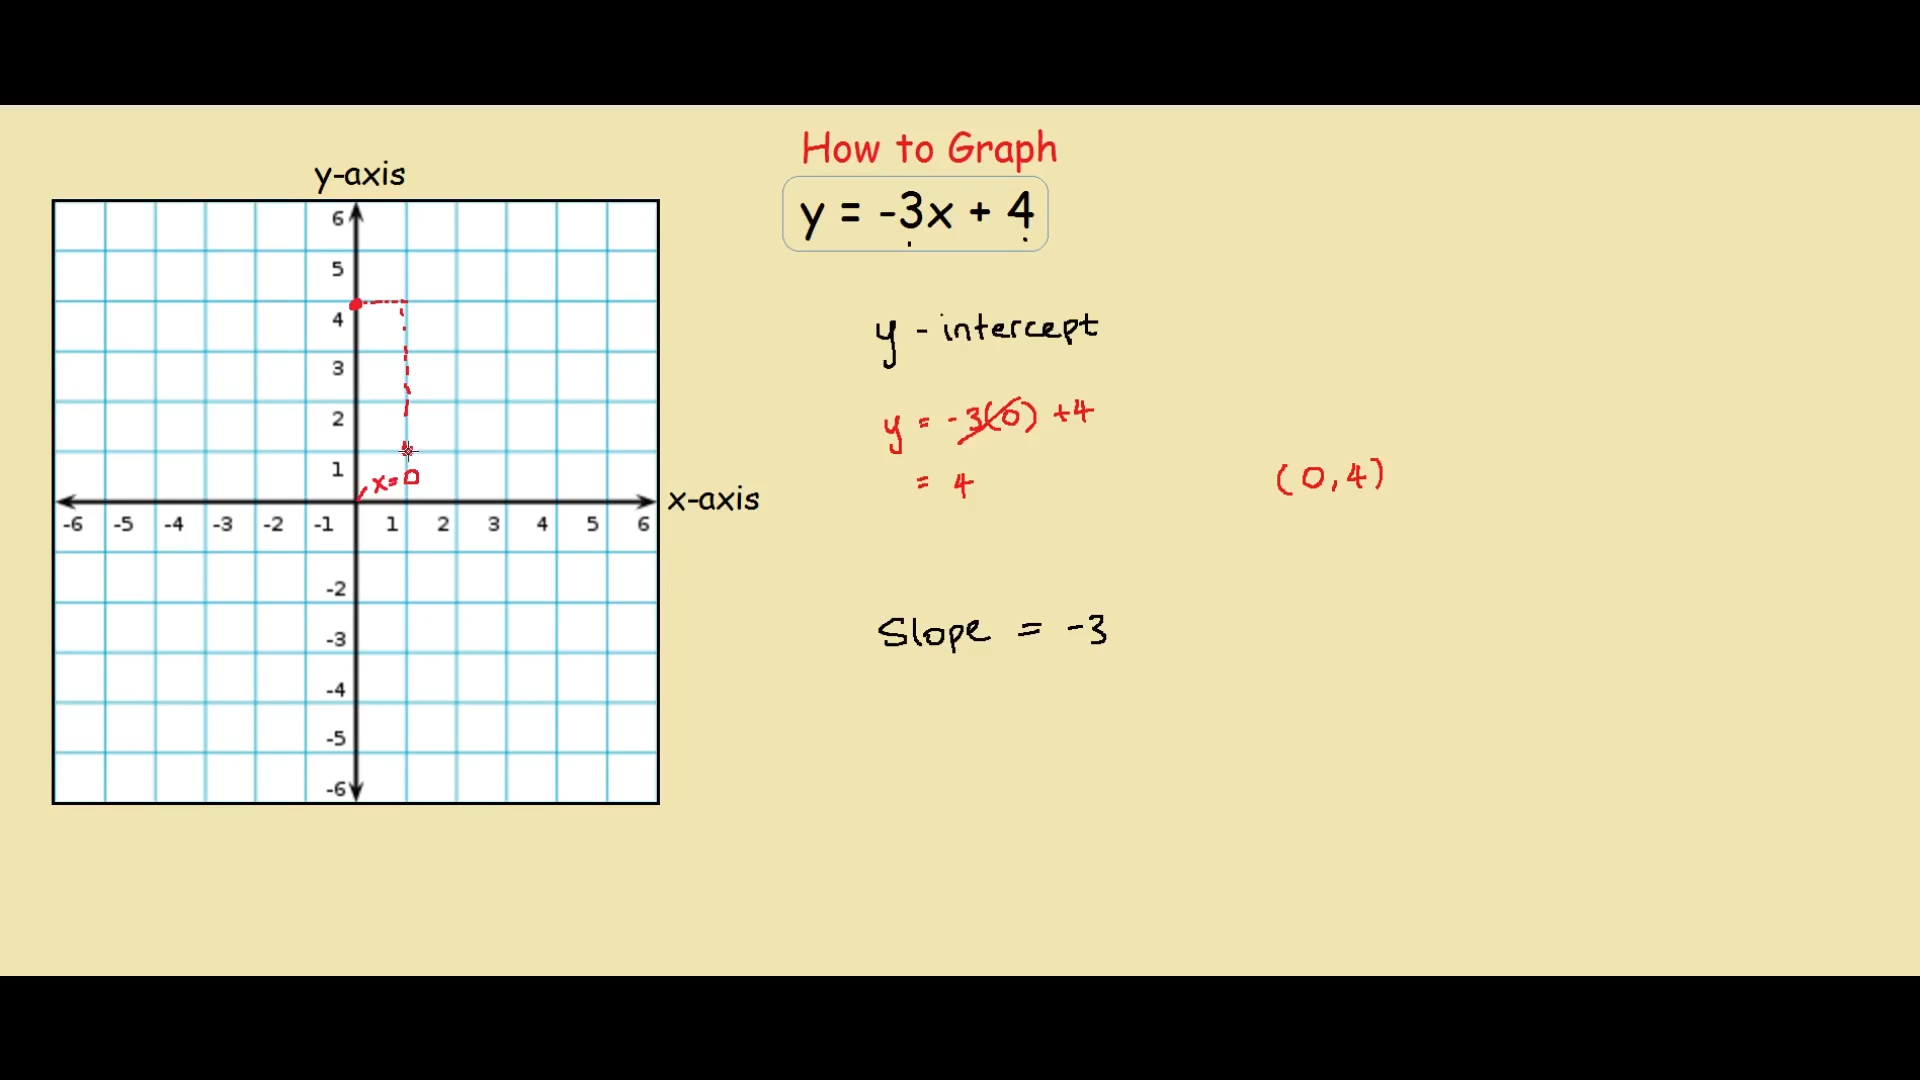 How to Graph
y = -3x + 4
y-axis
6
5
4
3
2
1
x=0
x-axis
-6 -5 -4 -3 -2 -1 1 2 3 4 5 6
-2
-3
-4
-5
-6
y - intercept
y = -3(0) +4
= 4
(0,4)
Slope = -3